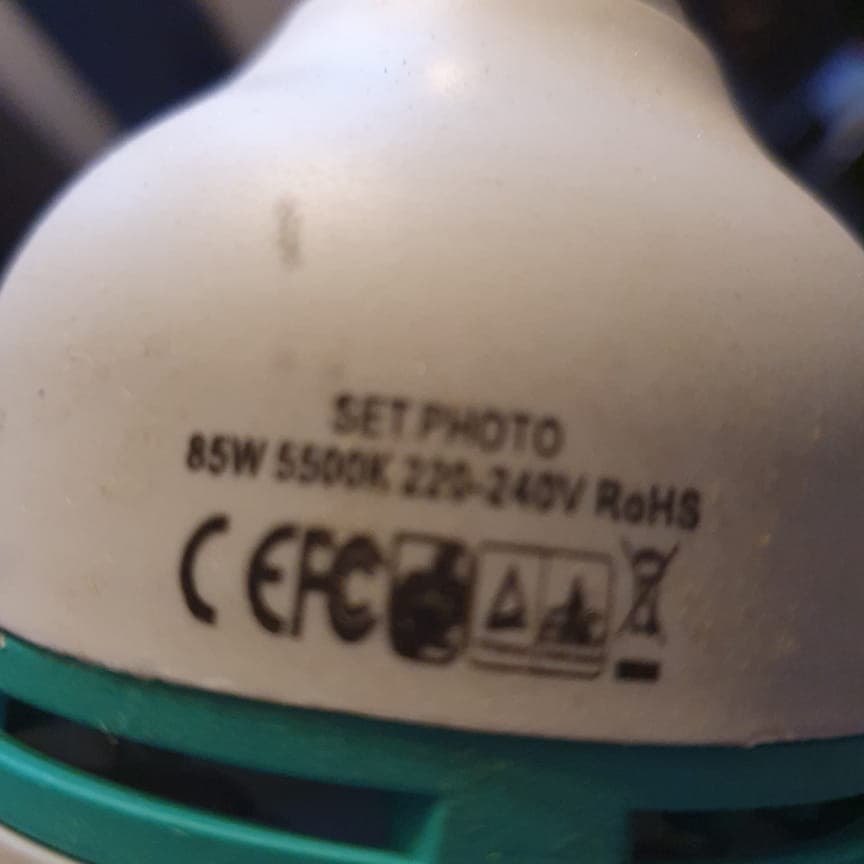 SET.PHOTO
85W 5500K 220-240V RoHS
CE FC